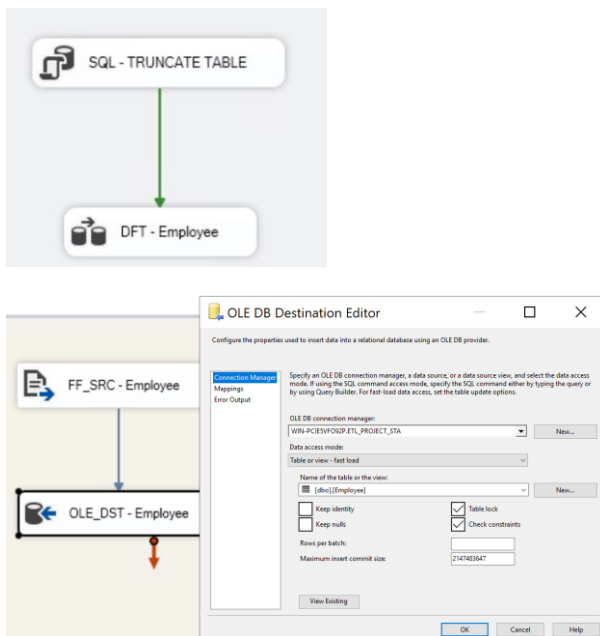 SQL - TRUNCATE TABLE
DFT - Employee
FF_SRC - Employee
OLE_DST - Employee
OLE DB Destination Editor
Configure the properties used to insert data into a relational database using an OLE DB provider.
Connection Manager
Mappings
Error Output
Specify an OLE DB connection manager, a data source, or a data source view, and select the data access
mode. If using the SQL command access mode, specify the SQL command either by typing the query or
by using Query Builder. For fast-load data access, set the table update options.
OLE DB connection manager:
WIN-PCIESVFO92P.ETL_PROJECT_STA
New...
Data access mode:
Table or view - fast load
Name of the table or the view:
[dbo].[Employee]
New...
Keep identity
Table lock
Keep nulls
Check constraints
Rows per batch:
Maximum insert commit size:
2147483647
View Existing
OK
Cancel
Help